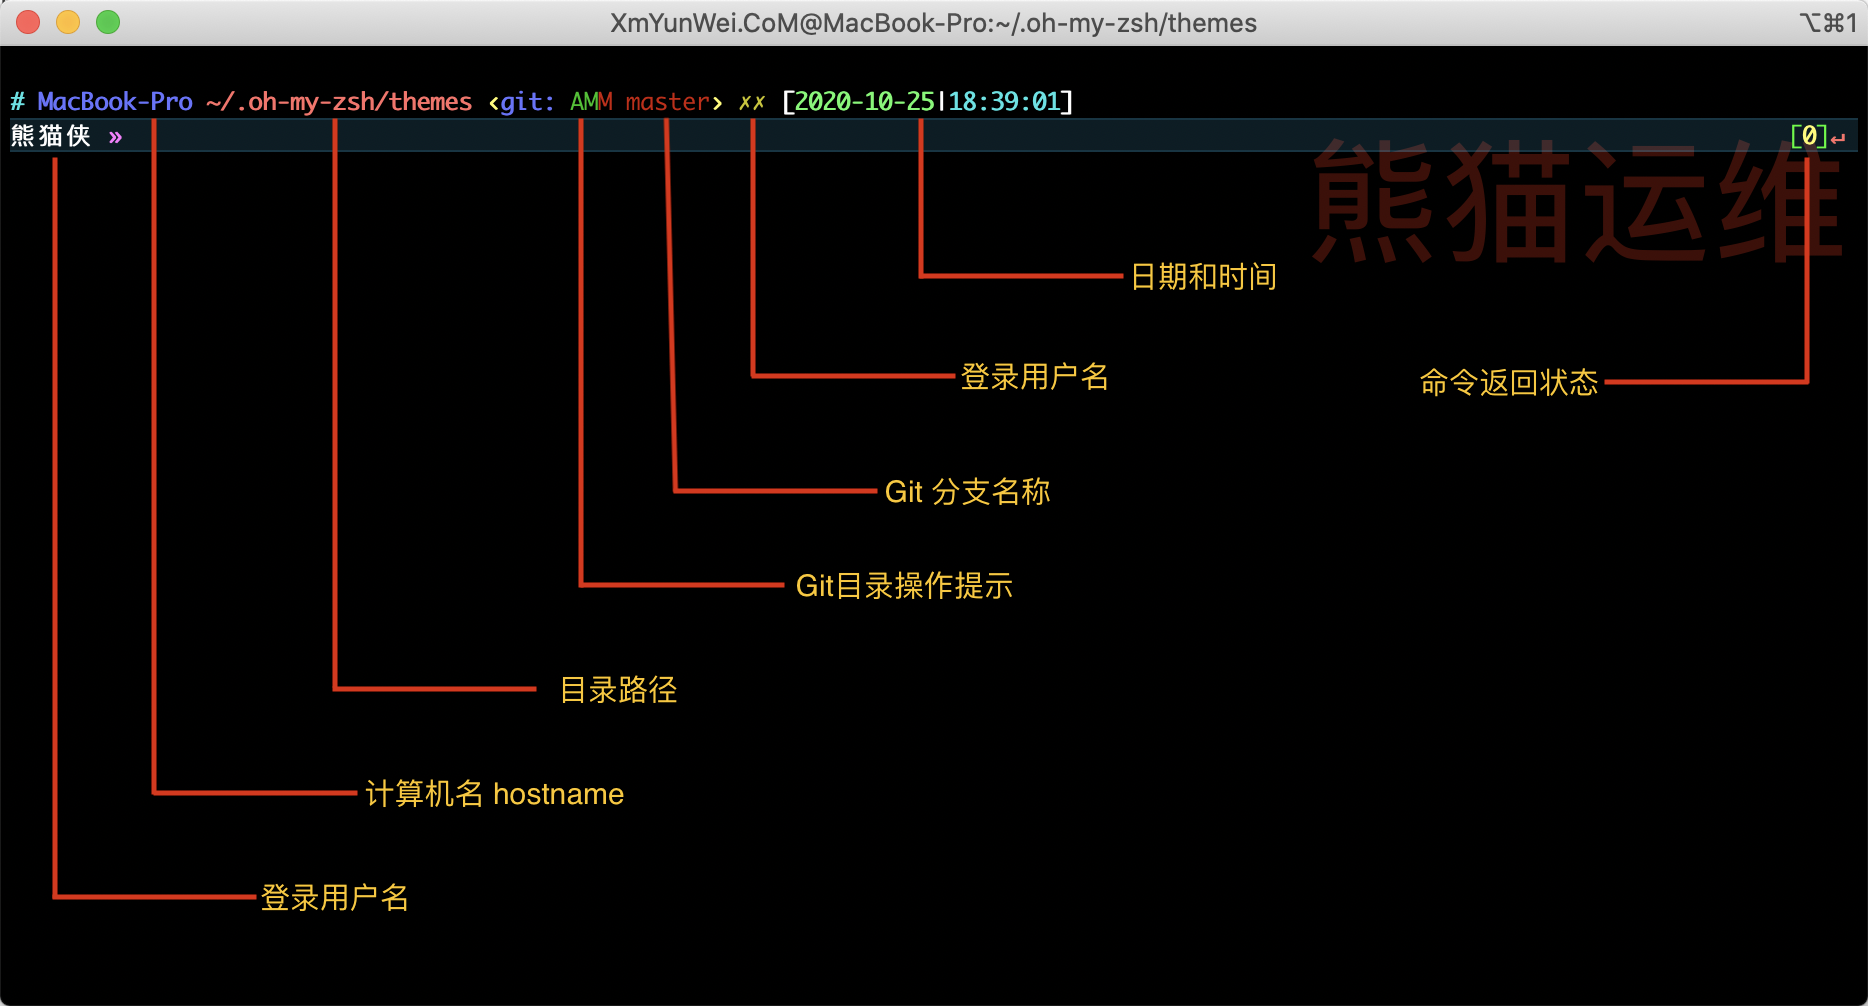 XmYunWei.CoM@MacBook-Pro:~/.oh-my-zsh/themes ⌥⌘1
# MacBook-Pro ~/.oh-my-zsh/themes ‹git: AMM master› ✗✗ [2020-10-25|18:39:01]
熊猫侠 » [0]↵
熊猫运维
日期和时间
登录用户名
命令返回状态
Git 分支名称
Git目录操作提示
目录路径
计算机名 hostname
登录用户名